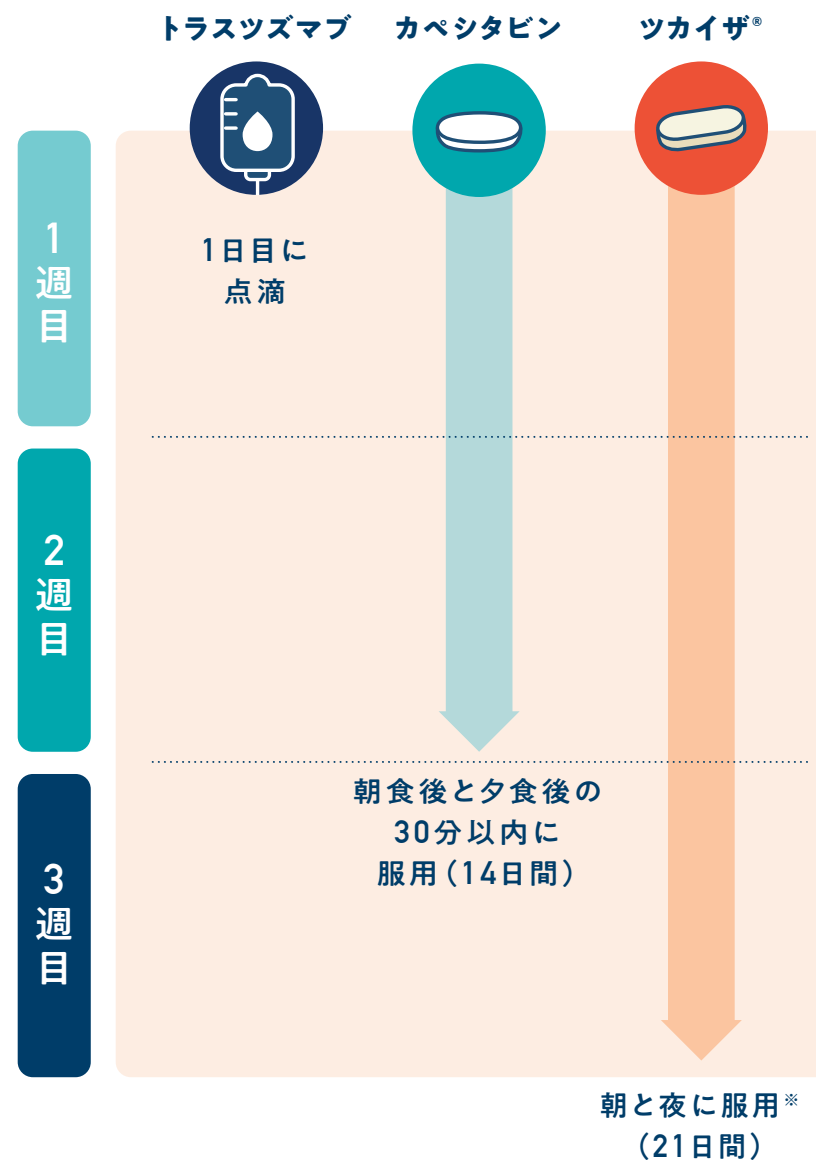 トラスツズマブ
カペシタビン
ツカイザ®
1週目
1日目に
点滴
2週目
3週目
朝食後と夕食後の
30分以内に
服用（14日間）
朝と夜に服用※
（21日間）